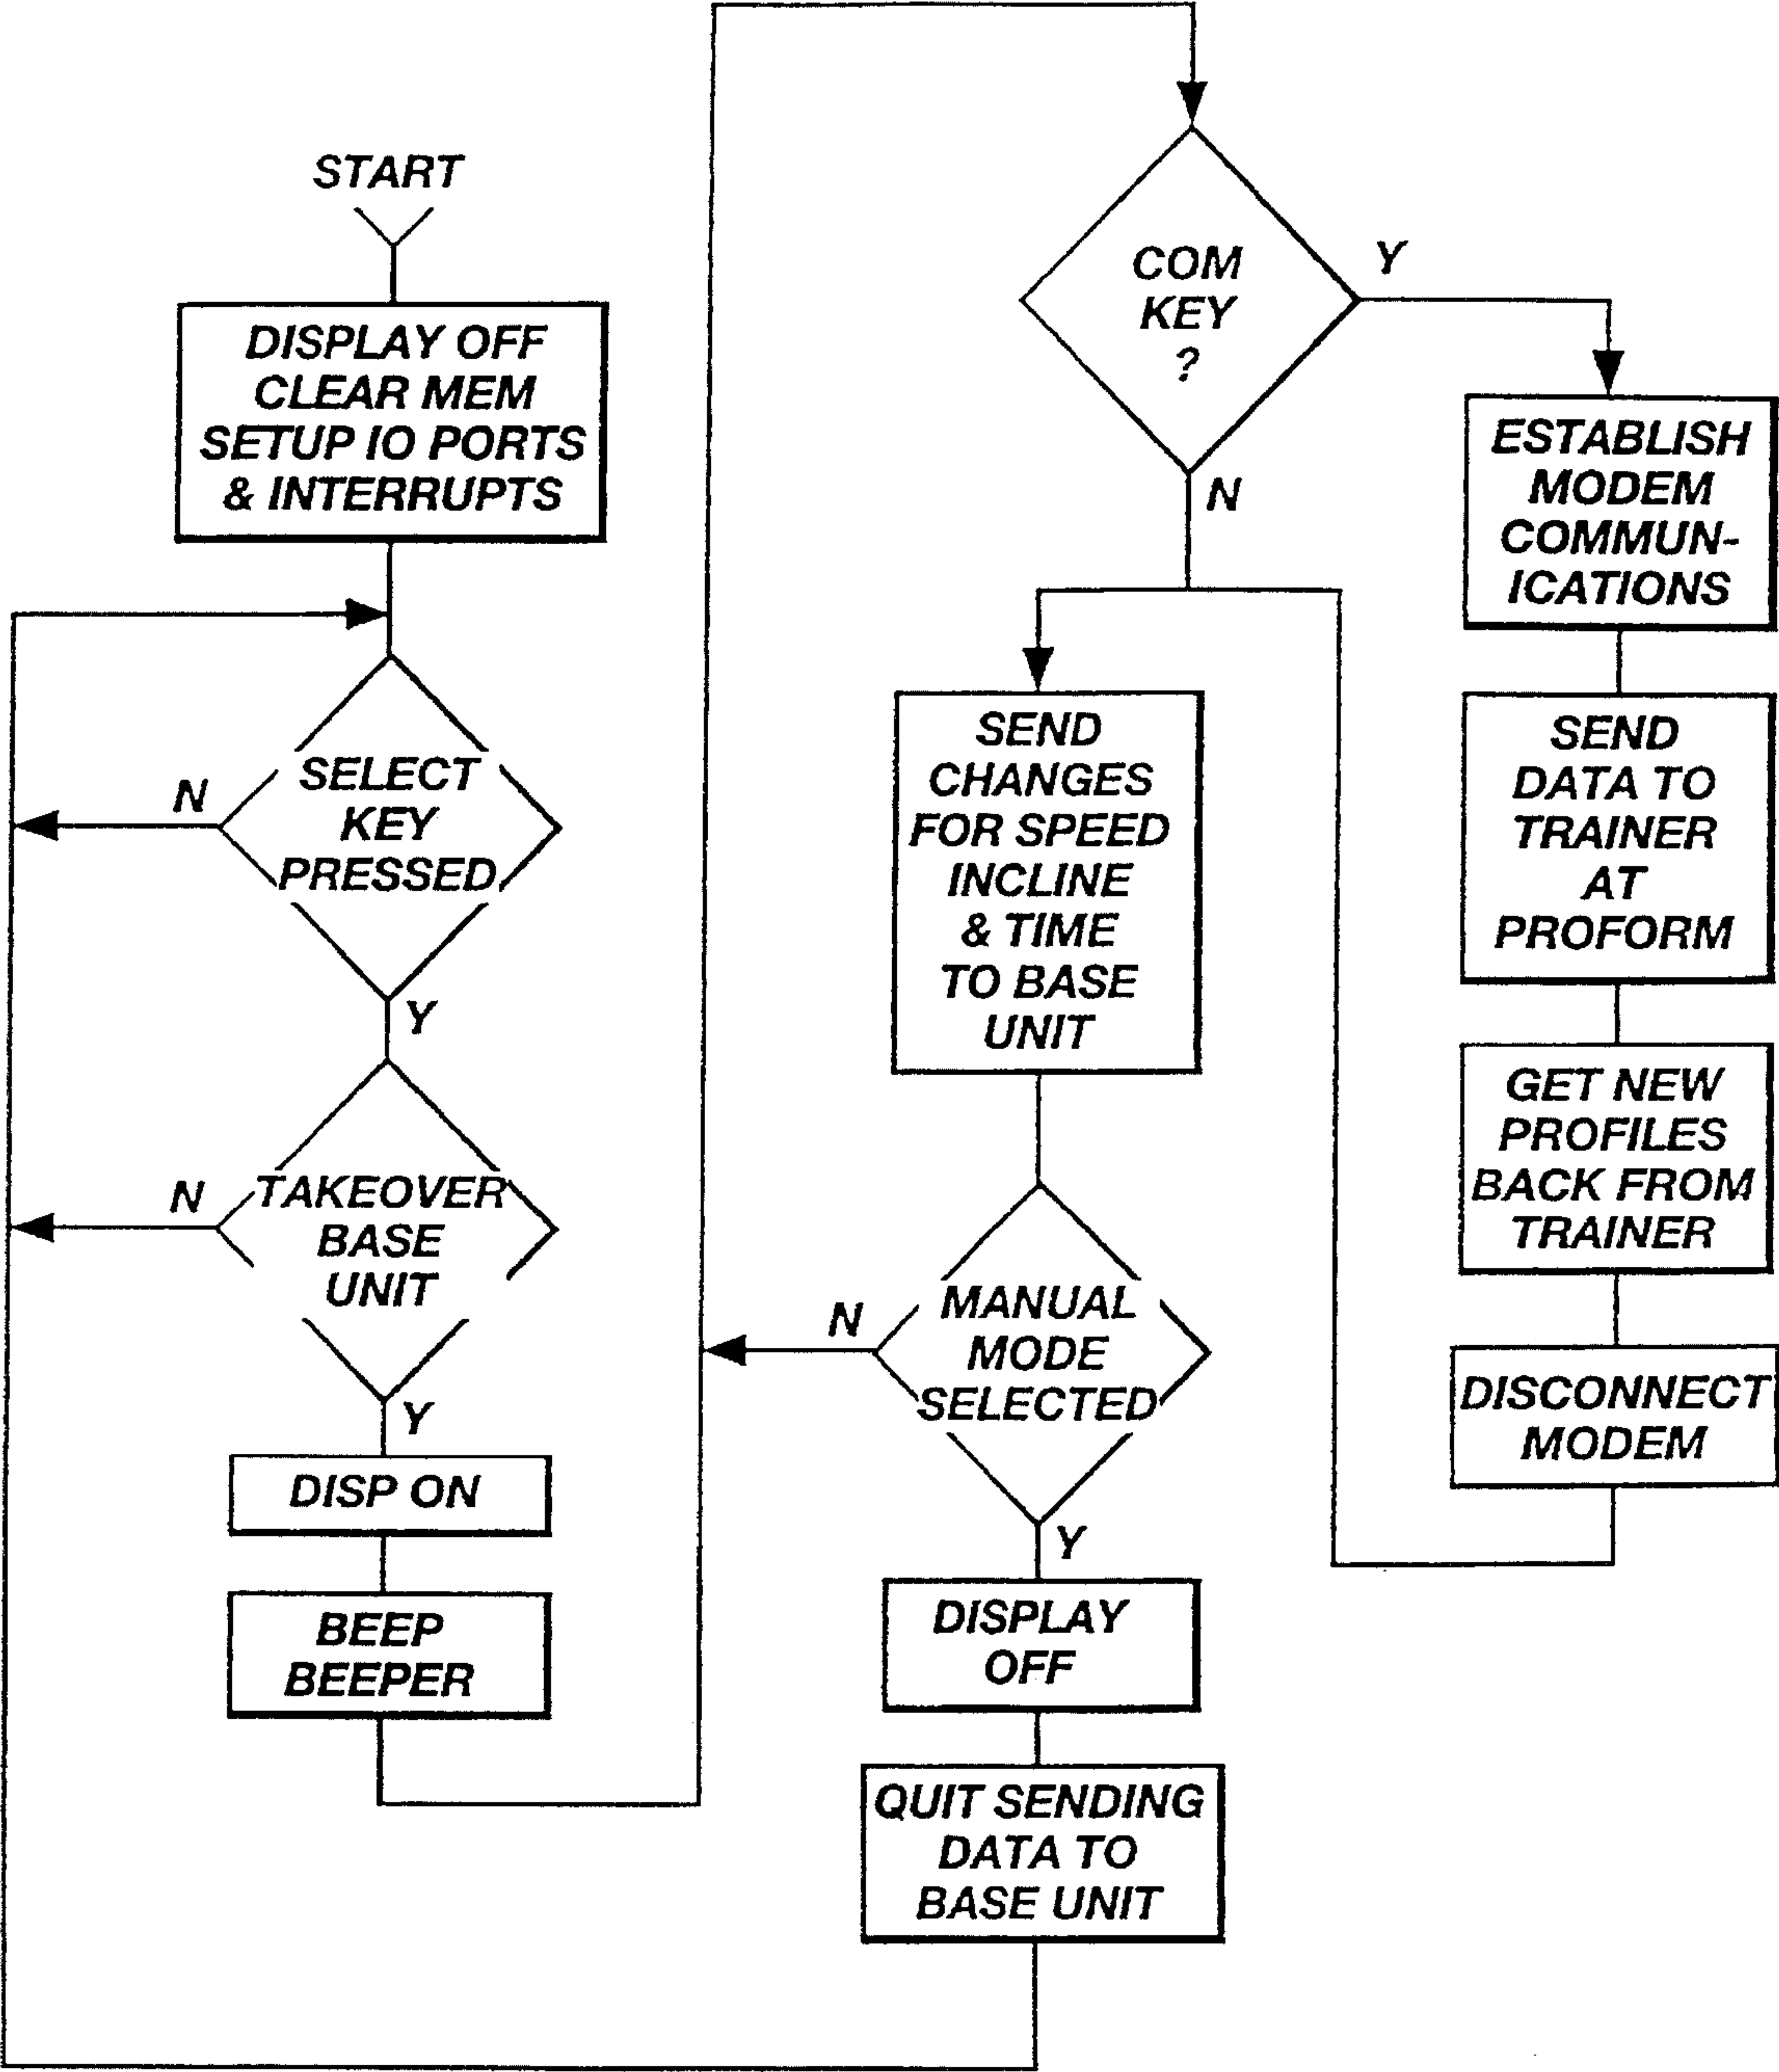 START
DISPLAY OFF
CLEAR MEM
SETUP IO PORTS
& INTERRUPTS
SELECT
KEY
PRESSED
N
Y
TAKEOVER
BASE
UNIT
N
Y
DISP ON
BEEP
BEEPER
COM
KEY
?
Y
N
SEND
CHANGES
FOR SPEED
INCLINE
& TIME
TO BASE
UNIT
MANUAL
MODE
SELECTED
N
Y
DISPLAY
OFF
QUIT SENDING
DATA TO
BASE UNIT
ESTABLISH
MODEM
COMMUN-
ICATIONS
SEND
DATA TO
TRAINER
AT
PROFORM
GET NEW
PROFILES
BACK FROM
TRAINER
DISCONNECT
MODEM